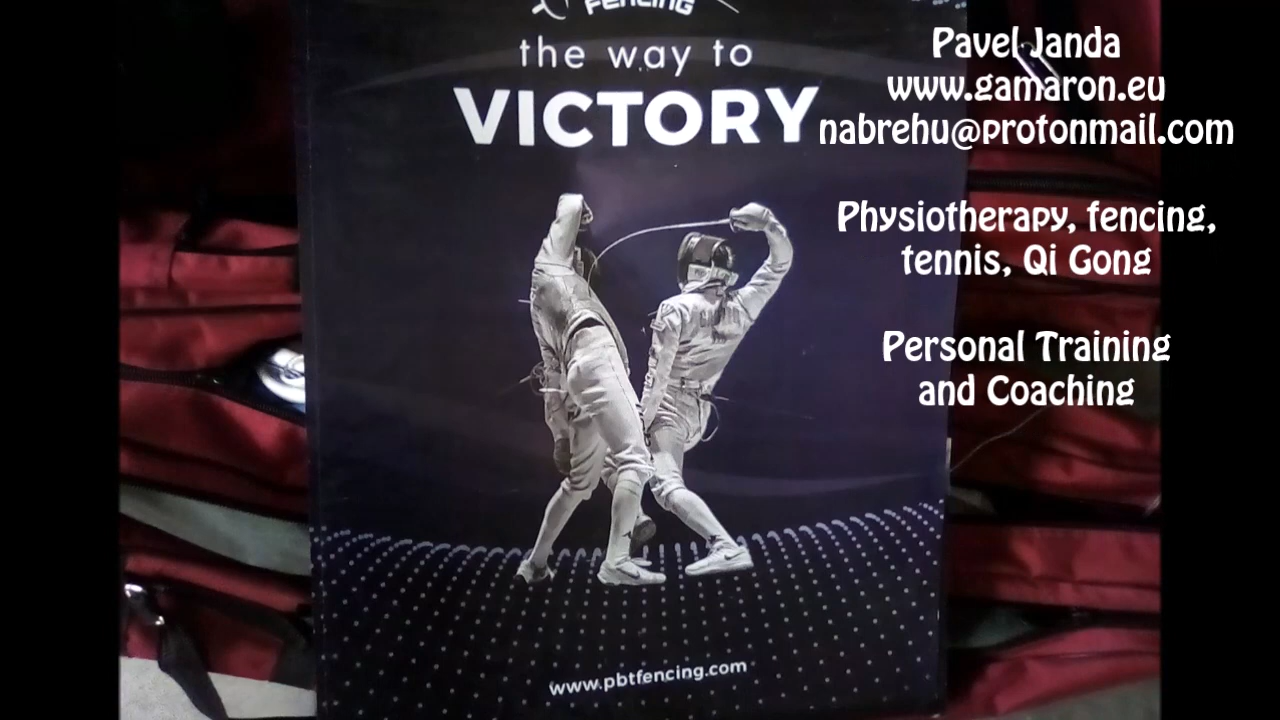 FENCING
the way to
VICTORY
www.pbtfencing.com
Pavel Janda
www.gamaron.eu
nabrehu@protonmail.com
Physiotherapy, fencing,
tennis, Qi Gong
Personal Training
and Coaching